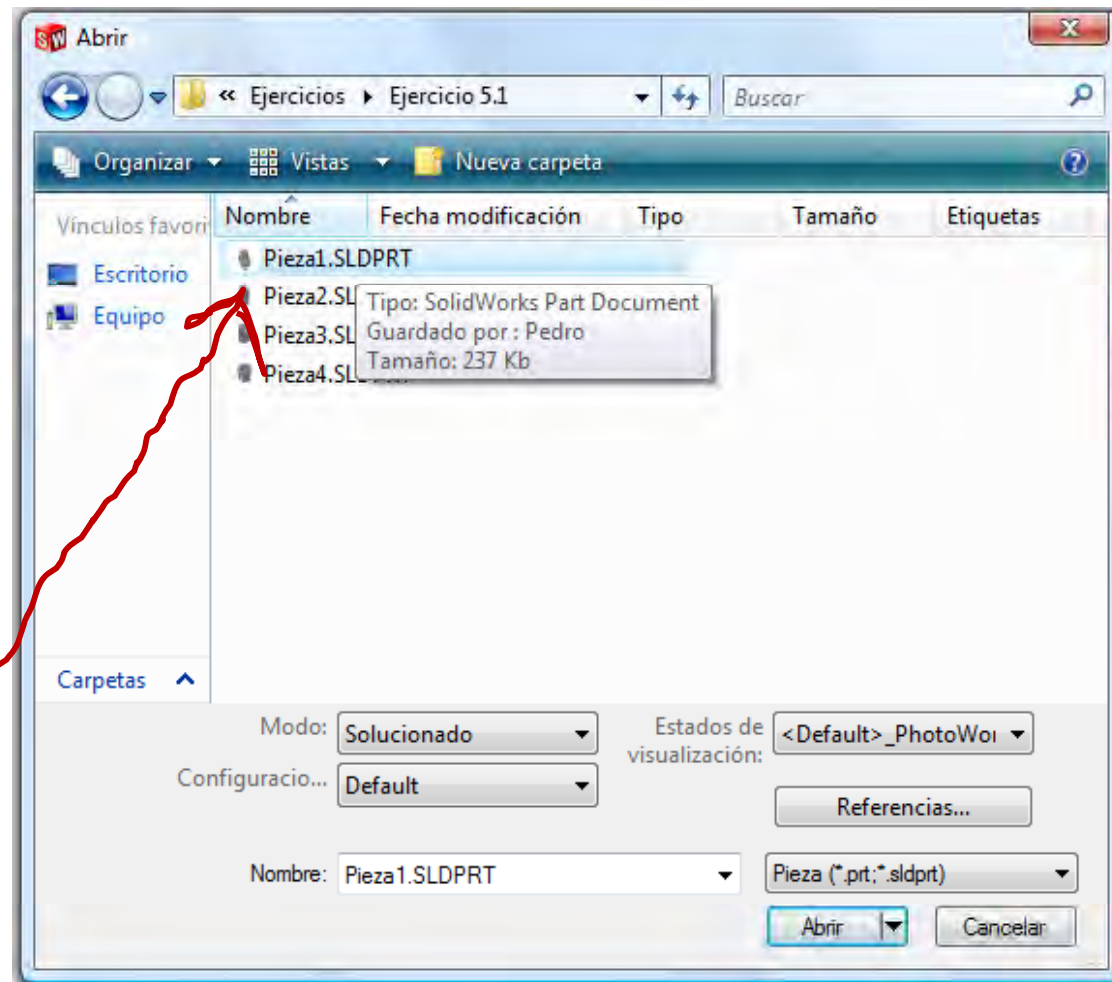 SW Abrir
« Ejercicios Ejercicio 5.1 Buscar
Organizar Vistas Nueva carpeta ?
Vínculos favori Nombre Fecha modificación Tipo Tamaño Etiquetas
Escritorio
Equipo
Pieza1.SLDPRT
Pieza2.SL
Pieza3.SL
Pieza4.SL
Tipo: SolidWorks Part Document
Guardado por : Pedro
Tamaño: 237 Kb
Carpetas
Modo: Solucionado
Estados de visualización: <Default>_PhotoWor
Configuracio... Default
Referencias...
Nombre: Pieza1.SLDPRT Pieza (*.prt;*.sldprt)
Abrir Cancelar